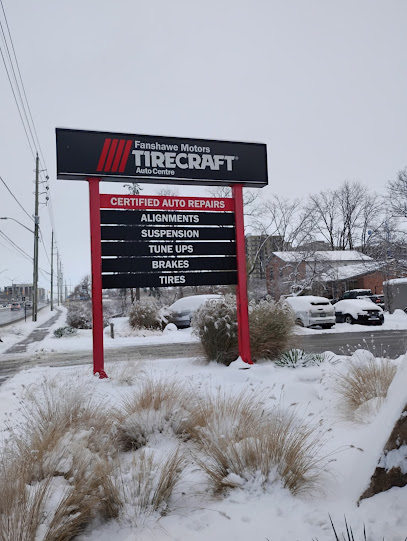 Fanshawe Motors
TIRECRAFT
Auto Centre
CERTIFIED AUTO REPAIRS
ALIGNMENTS
SUSPENSION
TUNE UPS
BRAKES
TIRES